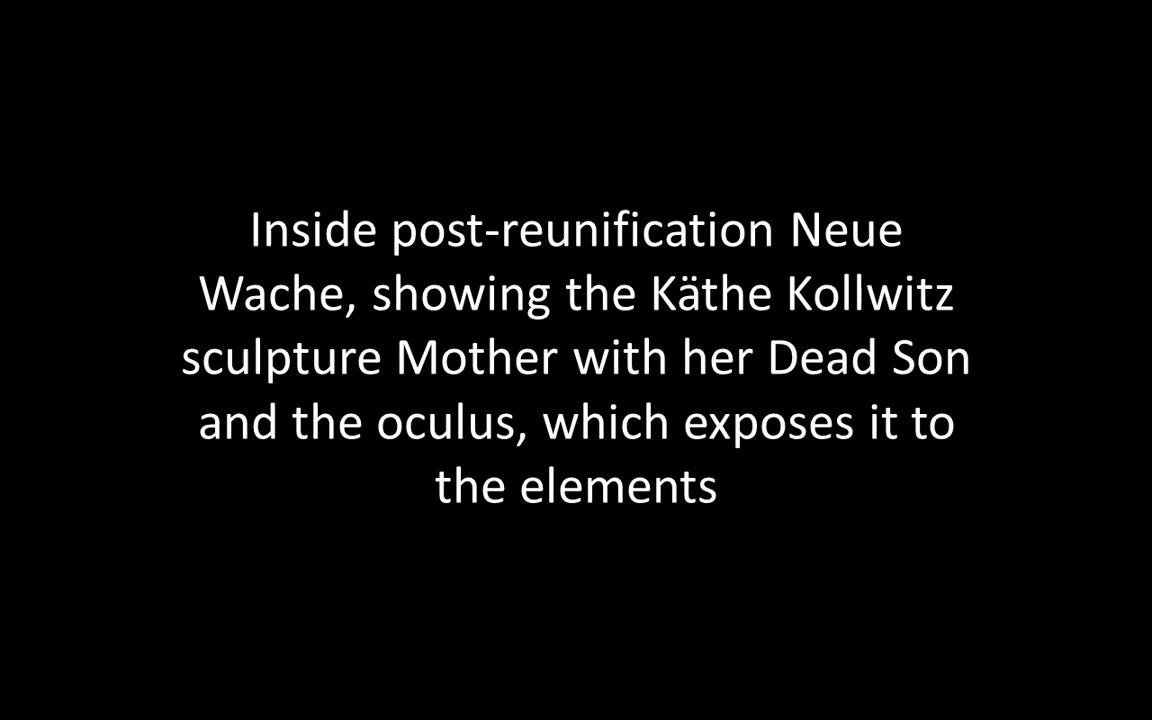 Inside post-reunification Neue
Wache, showing the Käthe Kollwitz
sculpture Mother with her Dead Son
and the oculus, which exposes it to
the elements